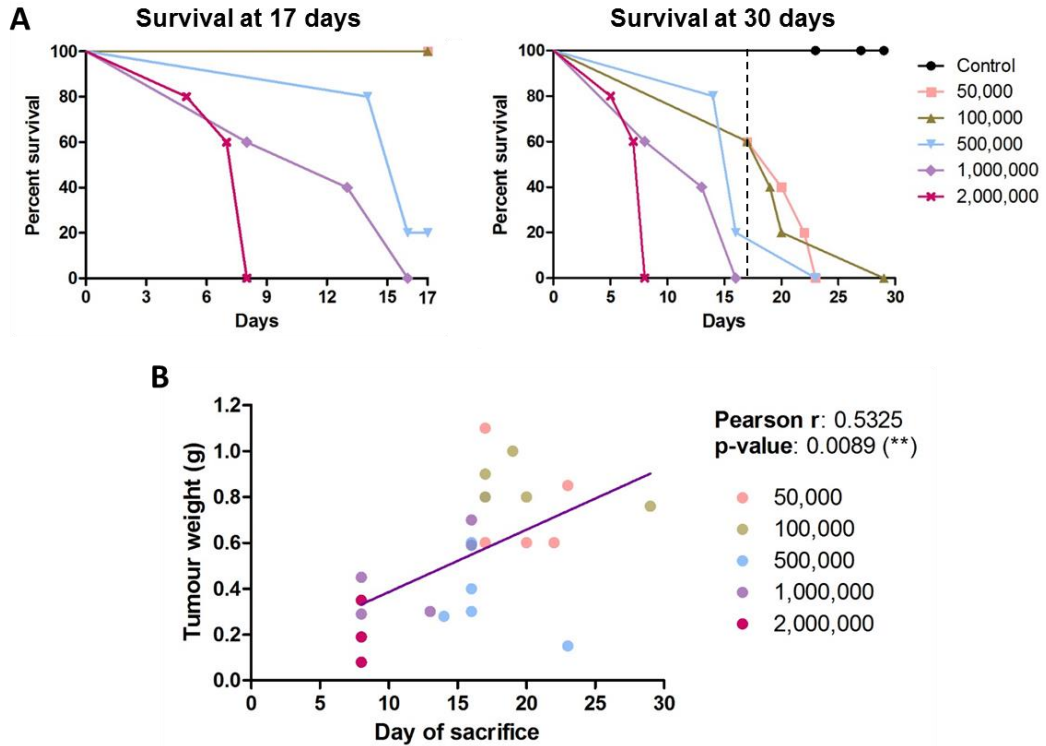 A
Survival at 17 days
Percent survival
100
80
60
40
20
0
0 3 6 9 12 15 17
Days
Survival at 30 days
Percent survival
100
80
60
40
20
0
0 5 10 15 20 25 30
Days
Control
50,000
100,000
500,000
1,000,000
2,000,000
B
Tumour weight (g)
1.2
1.0
0.8
0.6
0.4
0.2
0.0
0 5 10 15 20 25 30
Day of sacrifice
Pearson r: 0.5325
p-value: 0.0089 (**)
50,000
100,000
500,000
1,000,000
2,000,000